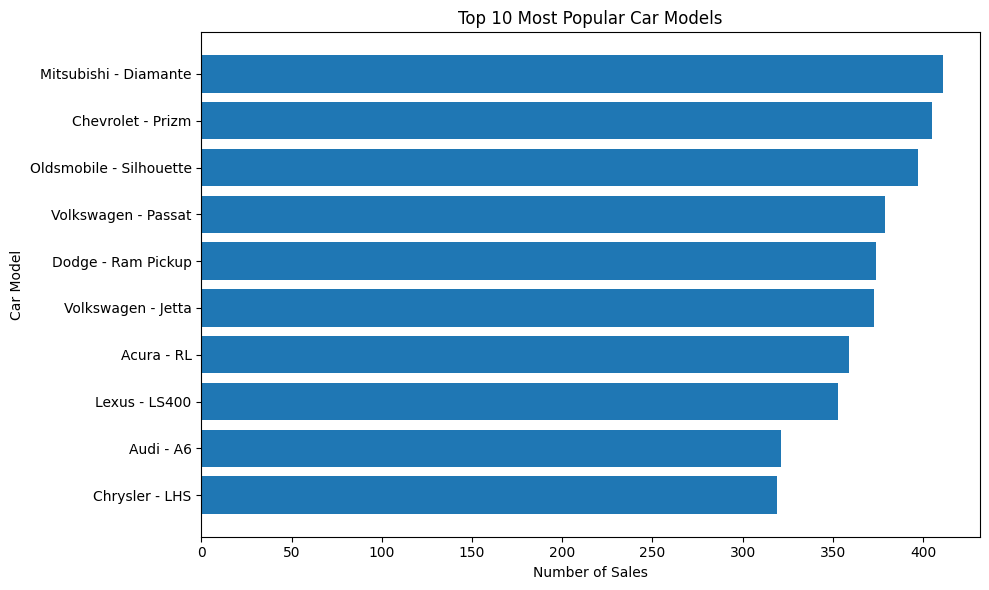 Top 10 Most Popular Car Models
Car Model
Mitsubishi - Diamante
Chevrolet - Prizm
Oldsmobile - Silhouette
Volkswagen - Passat
Dodge - Ram Pickup
Volkswagen - Jetta
Acura - RL
Lexus - LS400
Audi - A6
Chrysler - LHS
0 50 100 150 200 250 300 350 400
Number of Sales